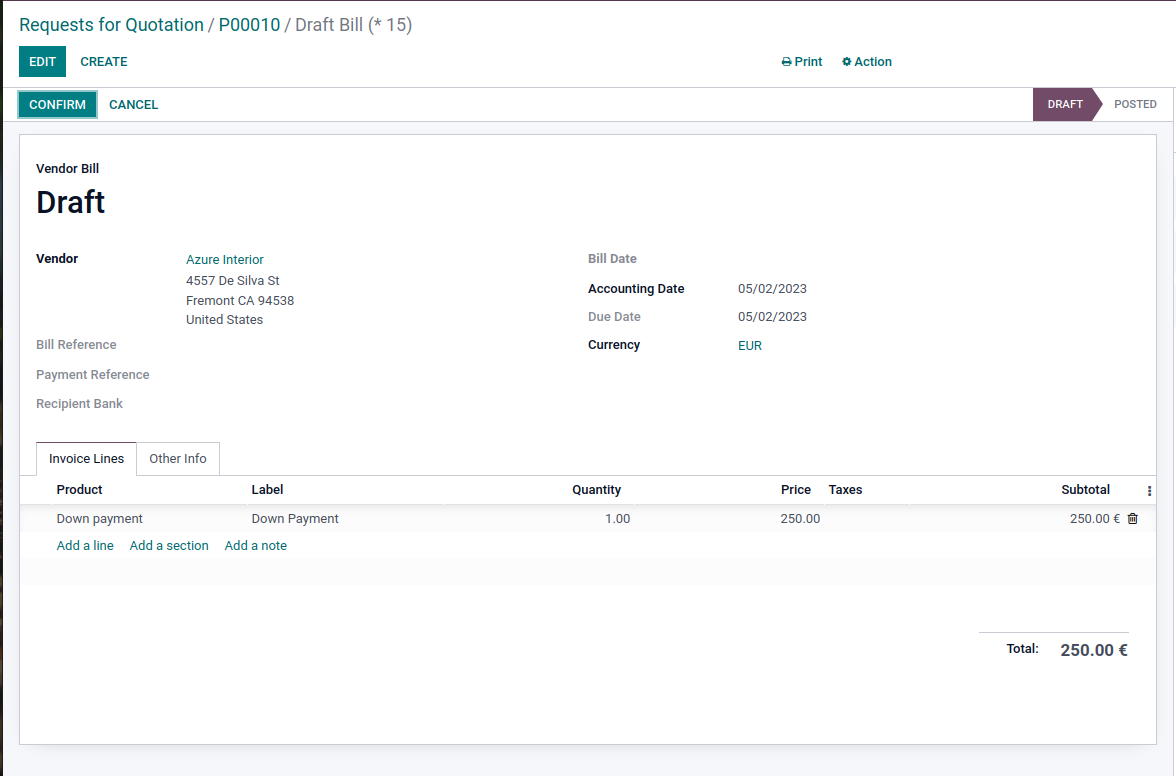 Requests for Quotation / P00010 / Draft Bill (* 15)
EDIT CREATE Print Action
CONFIRM CANCEL DRAFT POSTED
Vendor Bill
Draft
Vendor Azure Interior
4557 De Silva St
Fremont CA 94538
United States
Bill Reference
Payment Reference
Recipient Bank
Bill Date
Accounting Date 05/02/2023
Due Date 05/02/2023
Currency EUR
Invoice Lines Other Info
Product Label Quantity Price Taxes Subtotal
Down payment Down Payment 1.00 250.00 250.00 €
Add a line Add a section Add a note
Total: 250.00 €